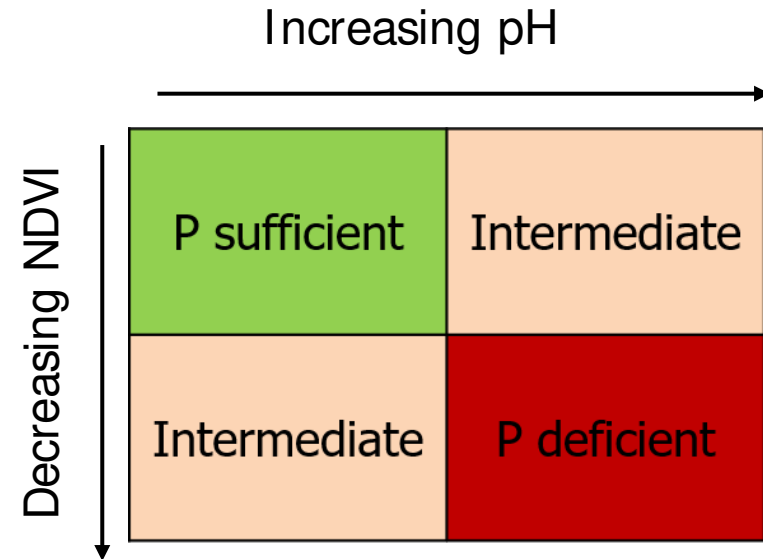 Increasing pH
Decreasing NDVI
P sufficient
Intermediate
Intermediate
P deficient